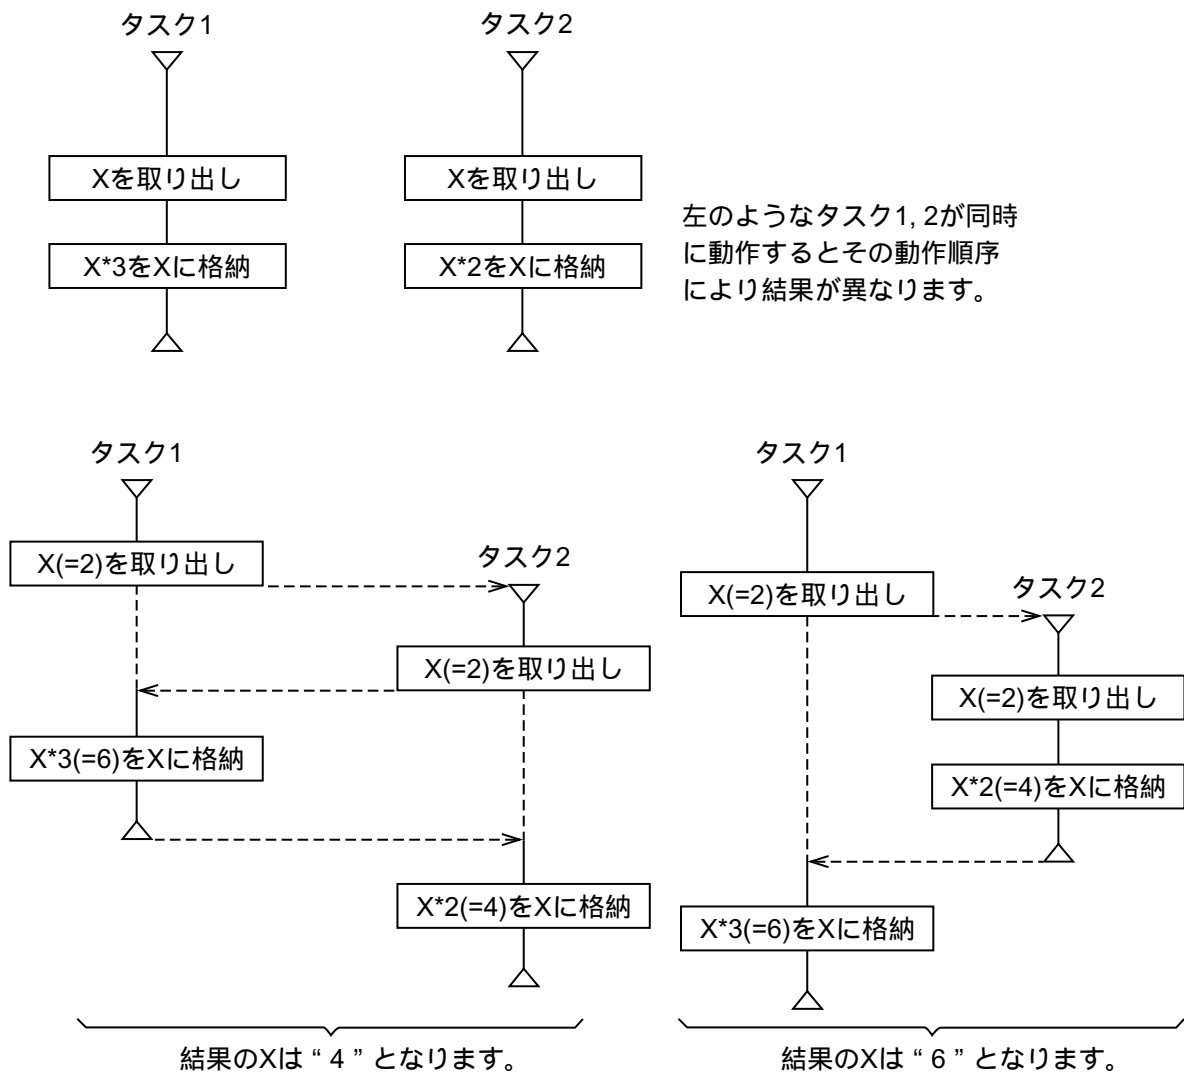 タスク1
タスク2
Xを取り出し
Xを取り出し
X*3をXに格納
X*2をXに格納
左のようなタスク1, 2が同時
に動作するとその動作順序
により結果が異なります。
タスク1
X(=2)を取り出し
タスク2
X(=2)を取り出し
X*3(=6)をXに格納
X*2(=4)をXに格納
結果のXは “ 4 ” となります。
タスク1
X(=2)を取り出し
タスク2
X(=2)を取り出し
X*2(=4)をXに格納
X*3(=6)をXに格納
結果のXは “ 6 ” となります。